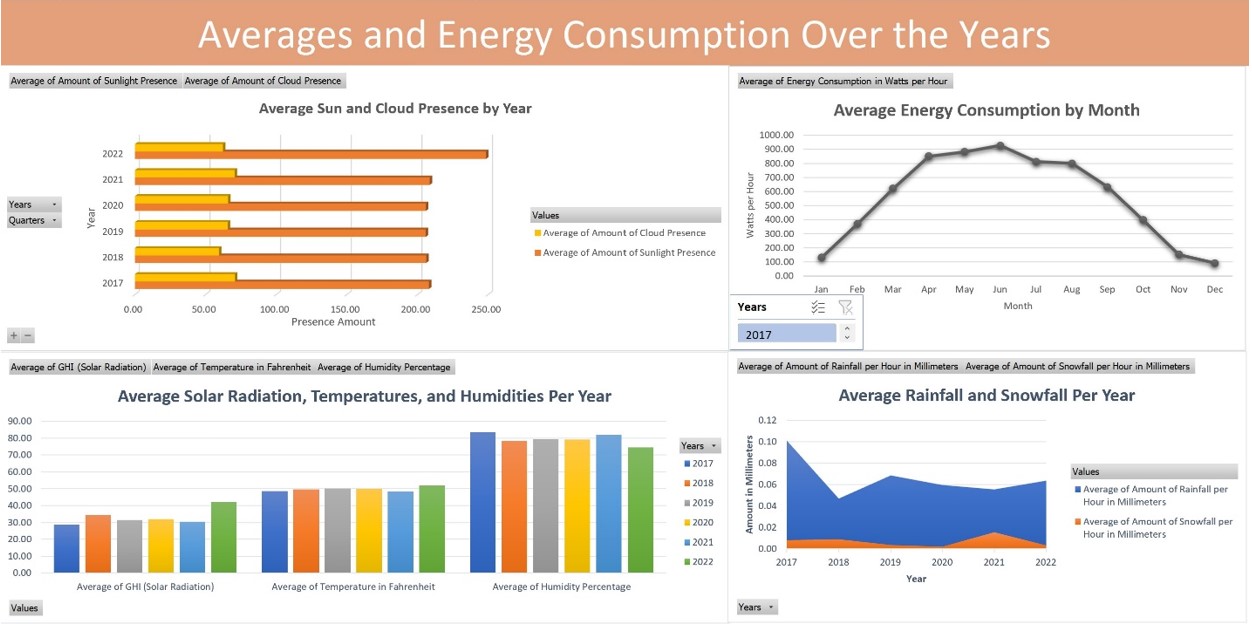 Averages and Energy Consumption Over the Years
Average of Amount of Sunlight Presence Average of Amount of Cloud Presence
Average Sun and Cloud Presence by Year
2022
2021
2020
2019
2018
2017
Year
0.00 50.00 100.00 150.00 200.00 250.00
Presence Amount
Years
Quarters
Values
Average of Amount of Cloud Presence
Average of Amount of Sunlight Presence
+ −
Average of Energy Consumption in Watts per Hour
Average Energy Consumption by Month
1000.00
900.00
800.00
700.00
600.00
500.00
400.00
300.00
200.00
100.00
0.00
Watts per Hour
Jan Feb Mar Apr May Jun Jul Aug Sep Oct Nov Dec
Month
Years
2017
Average of GHI (Solar Radiation) Average of Temperature in Fahrenheit Average of Humidity Percentage
Average Solar Radiation, Temperatures, and Humidities Per Year
90.00
80.00
70.00
60.00
50.00
40.00
30.00
20.00
10.00
0.00
Average of GHI (Solar Radiation) Average of Temperature in Fahrenheit Average of Humidity Percentage
Years
2017
2018
2019
2020
2021
2022
Values
Average of Amount of Rainfall per Hour in Millimeters Average of Amount of Snowfall per Hour in Millimeters
Average Rainfall and Snowfall Per Year
0.12
0.10
0.08
0.06
0.04
0.02
0.00
Amount in Millimeters
2017 2018 2019 2020 2021 2022
Year
Values
Average of Amount of Rainfall per
Hour in Millimeters
Average of Amount of Snowfall per
Hour in Millimeters
Years